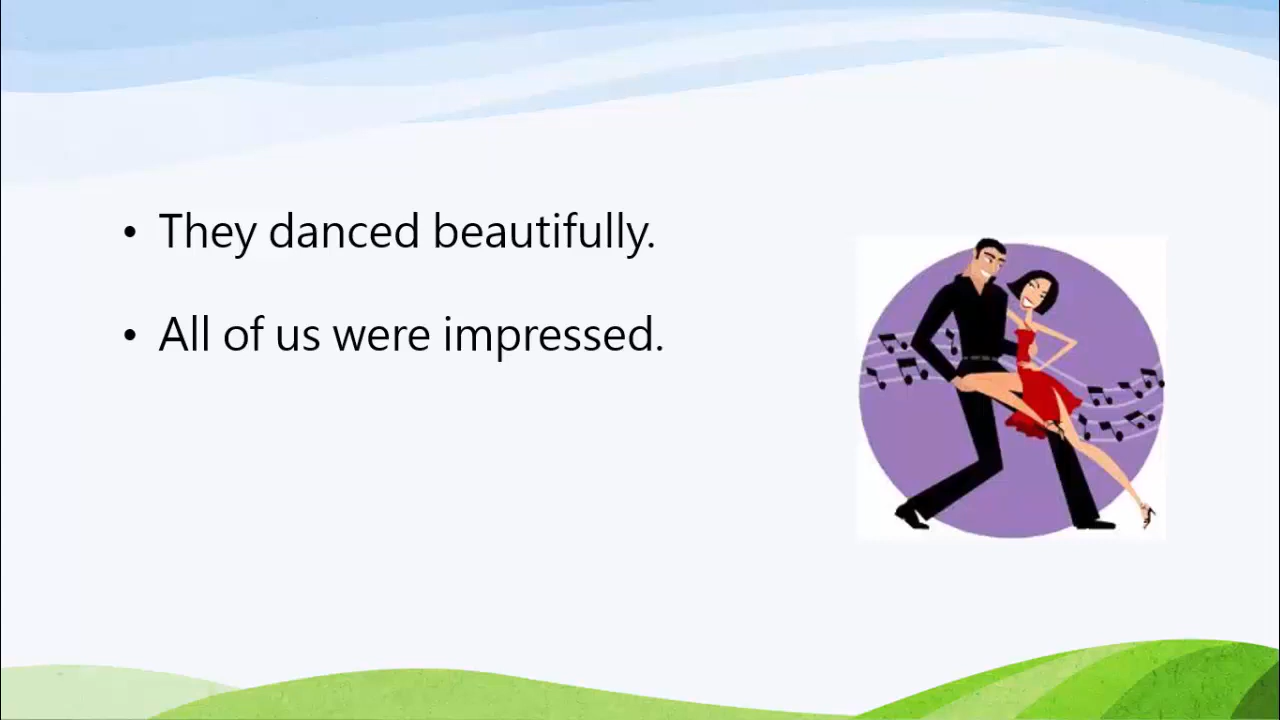 • They danced beautifully.
• All of us were impressed.